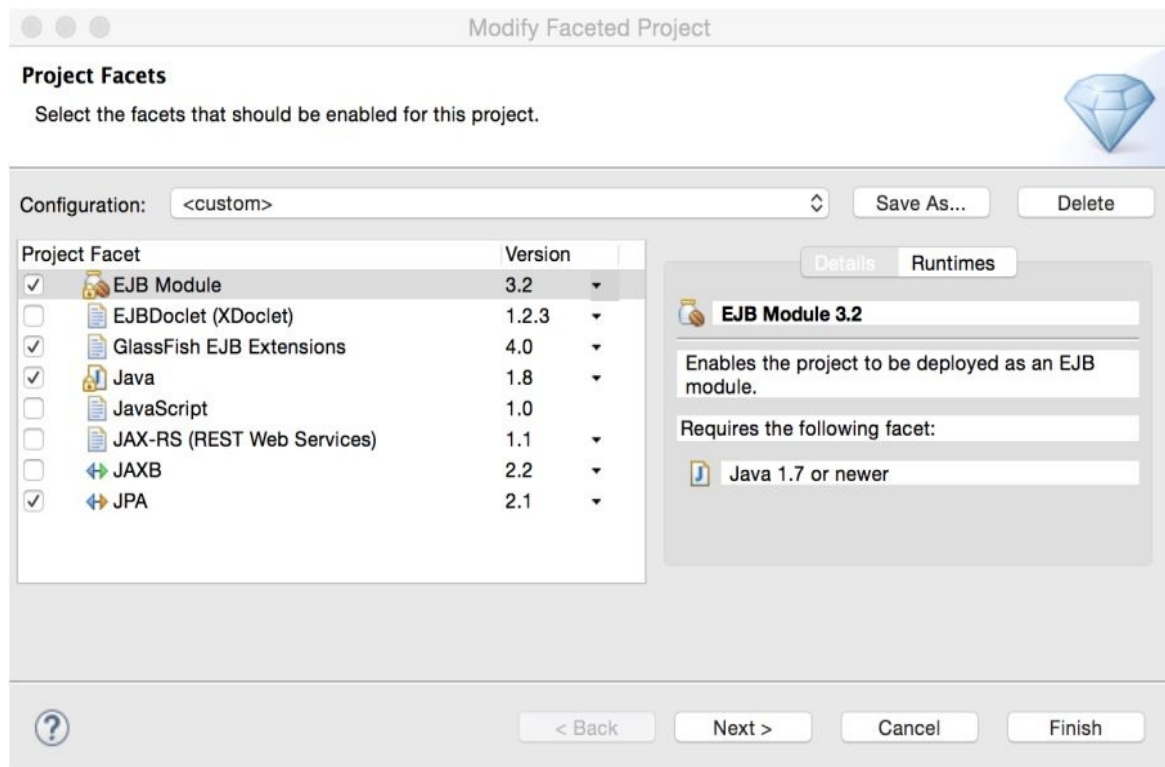 Modify Faceted Project
Project Facets
Select the facets that should be enabled for this project.
Configuration: <custom> Save As... Delete
Project Facet Version
EJB Module 3.2
EJBDoclet (XDoclet) 1.2.3
GlassFish EJB Extensions 4.0
Java 1.8
JavaScript 1.0
JAX-RS (REST Web Services) 1.1
JAXB 2.2
JPA 2.1
Details Runtimes
EJB Module 3.2
Enables the project to be deployed as an EJB
module.
Requires the following facet:
Java 1.7 or newer
? < Back Next > Cancel Finish